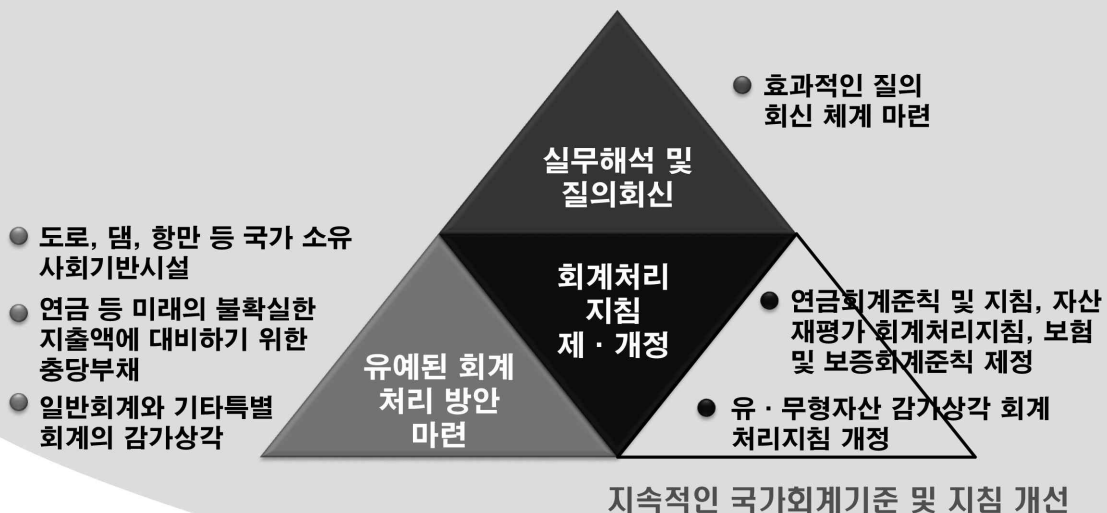 효과적인 질의
회신 체계 마련
실무해석 및
질의회신
도로, 댐, 항만 등 국가 소유
사회기반시설
연금 등 미래의 불확실한
지출액에 대비하기 위한
충당부채
일반회계와 기타특별
회계의 감가상각
유예된 회계
처리 방안
마련
회계처리
지침
제 · 개정
연금회계준칙 및 지침, 자산
재평가 회계처리지침, 보험
및 보증회계준칙 제정
유 · 무형자산 감가상각 회계
처리지침 개정
지속적인 국가회계기준 및 지침 개선